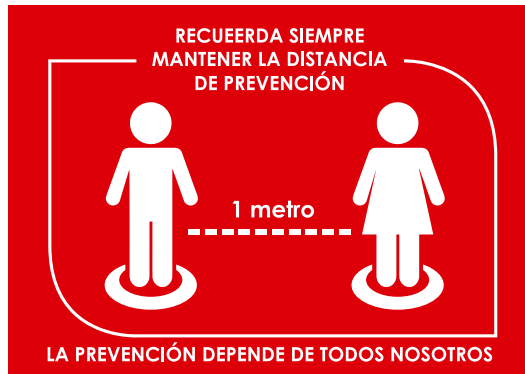 RECUEERDA SIEMPRE
MANTENER LA DISTANCIA
DE PREVENCIÓN
1 metro
LA PREVENCIÓN DEPENDE DE TODOS NOSOTROS